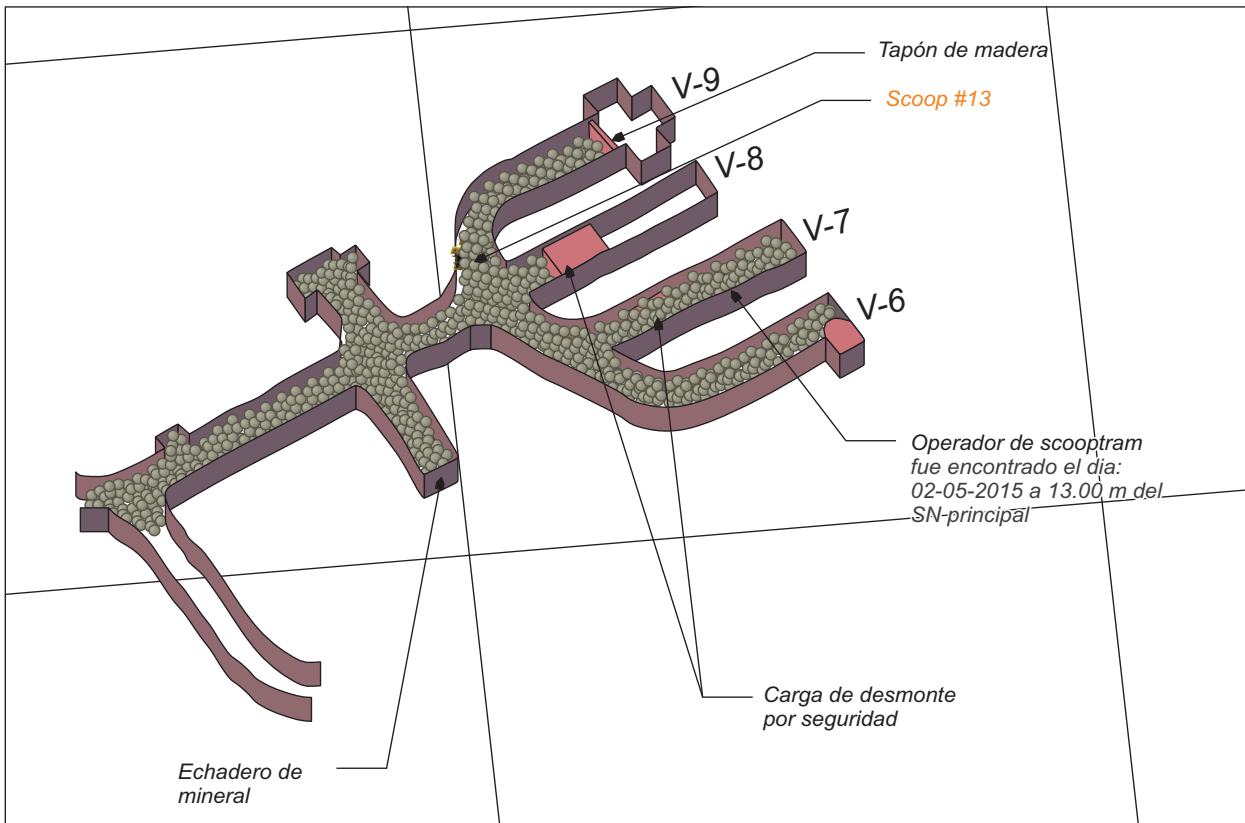 Tapón de madera
V-9
Scoop #13
V-8
V-7
V-6
Operador de scooptram
fue encontrado el dia:
02-05-2015 a 13.00 m del
SN principal
Carga de desmonte
por seguridad
Echadero de
mineral